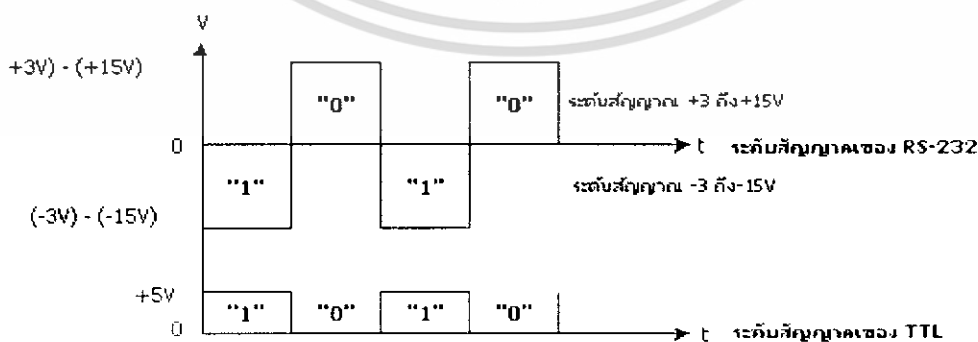 V
+3V) - (+15V)
"0" "0" ระดับสัญญาณ +3 ถึง+15V
0 t ระดับสัญญาณของ RS-232
"1" "1" ระดับสัญญาณ -3 ถึง-15V
(-3V) - (-15V)
+5V
"1" "0" "1" "0"
0 t ระดับสัญญาณของ TTL